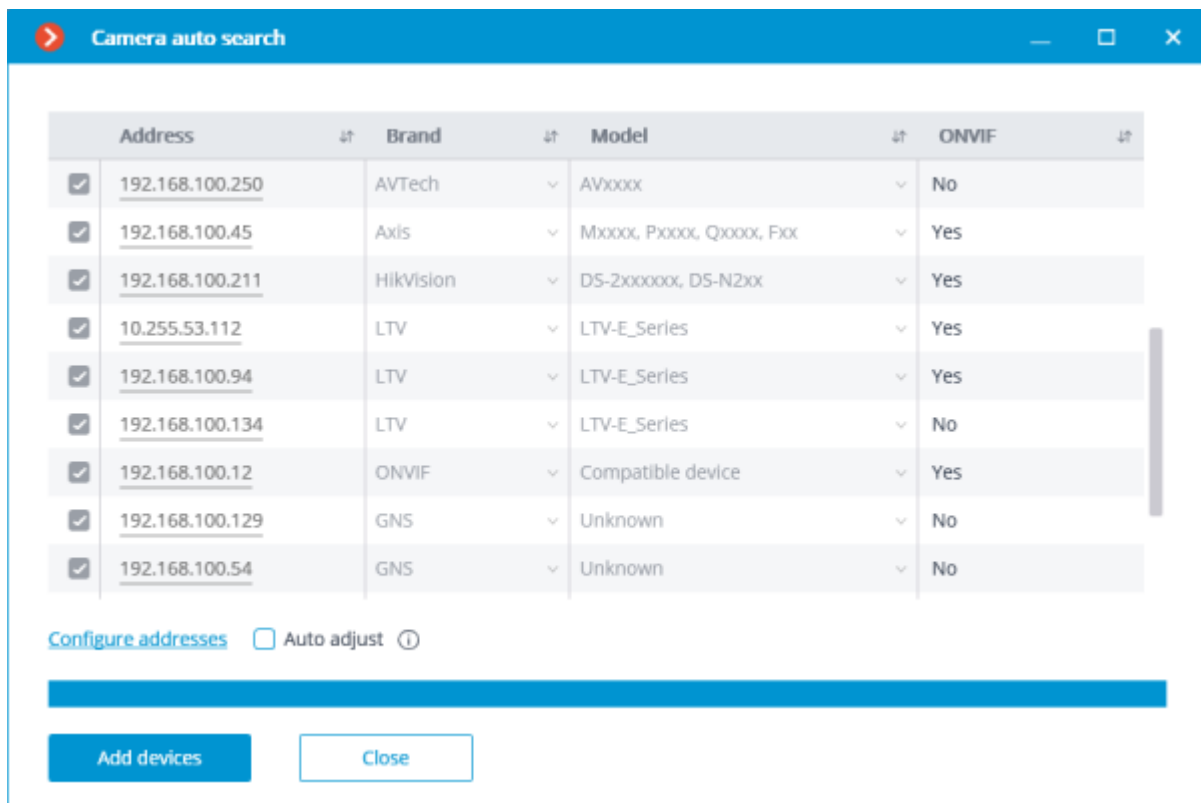 Camera auto search
Address Brand Model ONVIF
192.168.100.250 AVTech AVxxxx No
192.168.100.45 Axis Mxxxx, Pxxxx, Qxxxx, Fxx Yes
192.168.100.211 HikVision DS-2xxxxxx, DS-N2xx Yes
10.255.53.112 LTV LTV-E_Series Yes
192.168.100.94 LTV LTV-E_Series Yes
192.168.100.134 LTV LTV-E_Series No
192.168.100.12 ONVIF Compatible device Yes
192.168.100.129 GNS Unknown No
192.168.100.54 GNS Unknown No
Configure addresses Auto adjust
Add devices Close